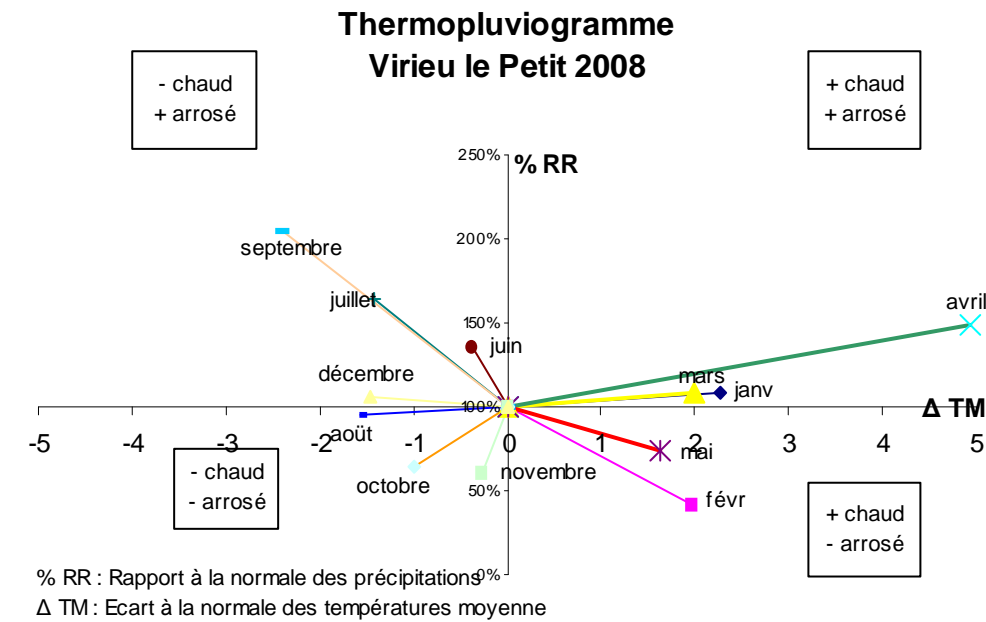 Thermopluviogramme
Virieu le Petit 2008
- chaud
+ arrosé
+ chaud
+ arrosé
250%
% RR
200%
septembre
juillet
150%
avril
juin
décembre
mars
janv
100%
Δ TM
-5
-4
-3
-2
-1
0
1
2
3
4
5
aoüt
mai
- chaud
- arrosé
octobre
novembre
50%
févr
+ chaud
- arrosé
0%
% RR : Rapport à la normale des précipitations
Δ TM : Ecart à la normale des températures moyenne